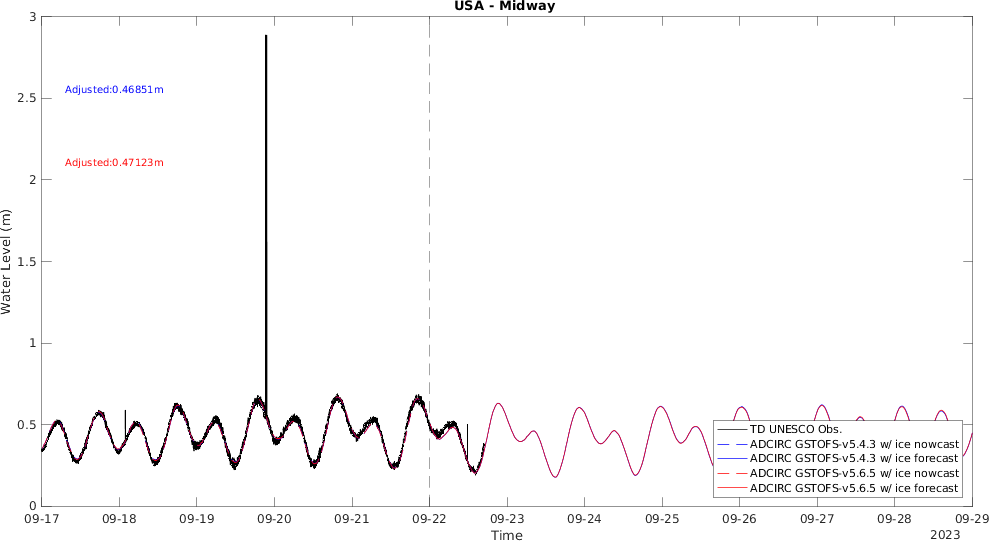 USA - Midway
3
2.5
2
1.5
1
0.5
0
Water Level (m)
Adjusted:0.46851m
Adjusted:0.47123m
TD UNESCO Obs.
ADCIRC GSTOFS-v5.4.3 w/ ice nowcast
ADCIRC GSTOFS-v5.4.3 w/ ice forecast
ADCIRC GSTOFS-v5.6.5 w/ ice nowcast
ADCIRC GSTOFS-v5.6.5 w/ ice forecast
09-17 09-18 09-19 09-20 09-21 09-22 09-23 09-24 09-25 09-26 09-27 09-28 09-29
Time
2023